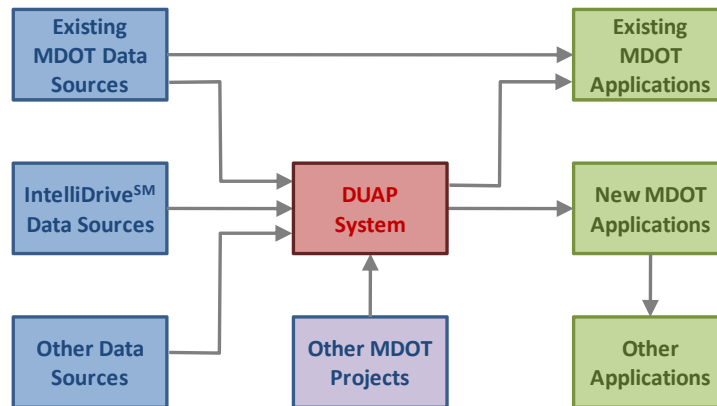 Existing
MDOT Data
Sources
Existing
MDOT
Applications
IntelliDriveSM
Data Sources
DUAP
System
New MDOT
Applications
Other Data
Sources
Other MDOT
Projects
Other
Applications